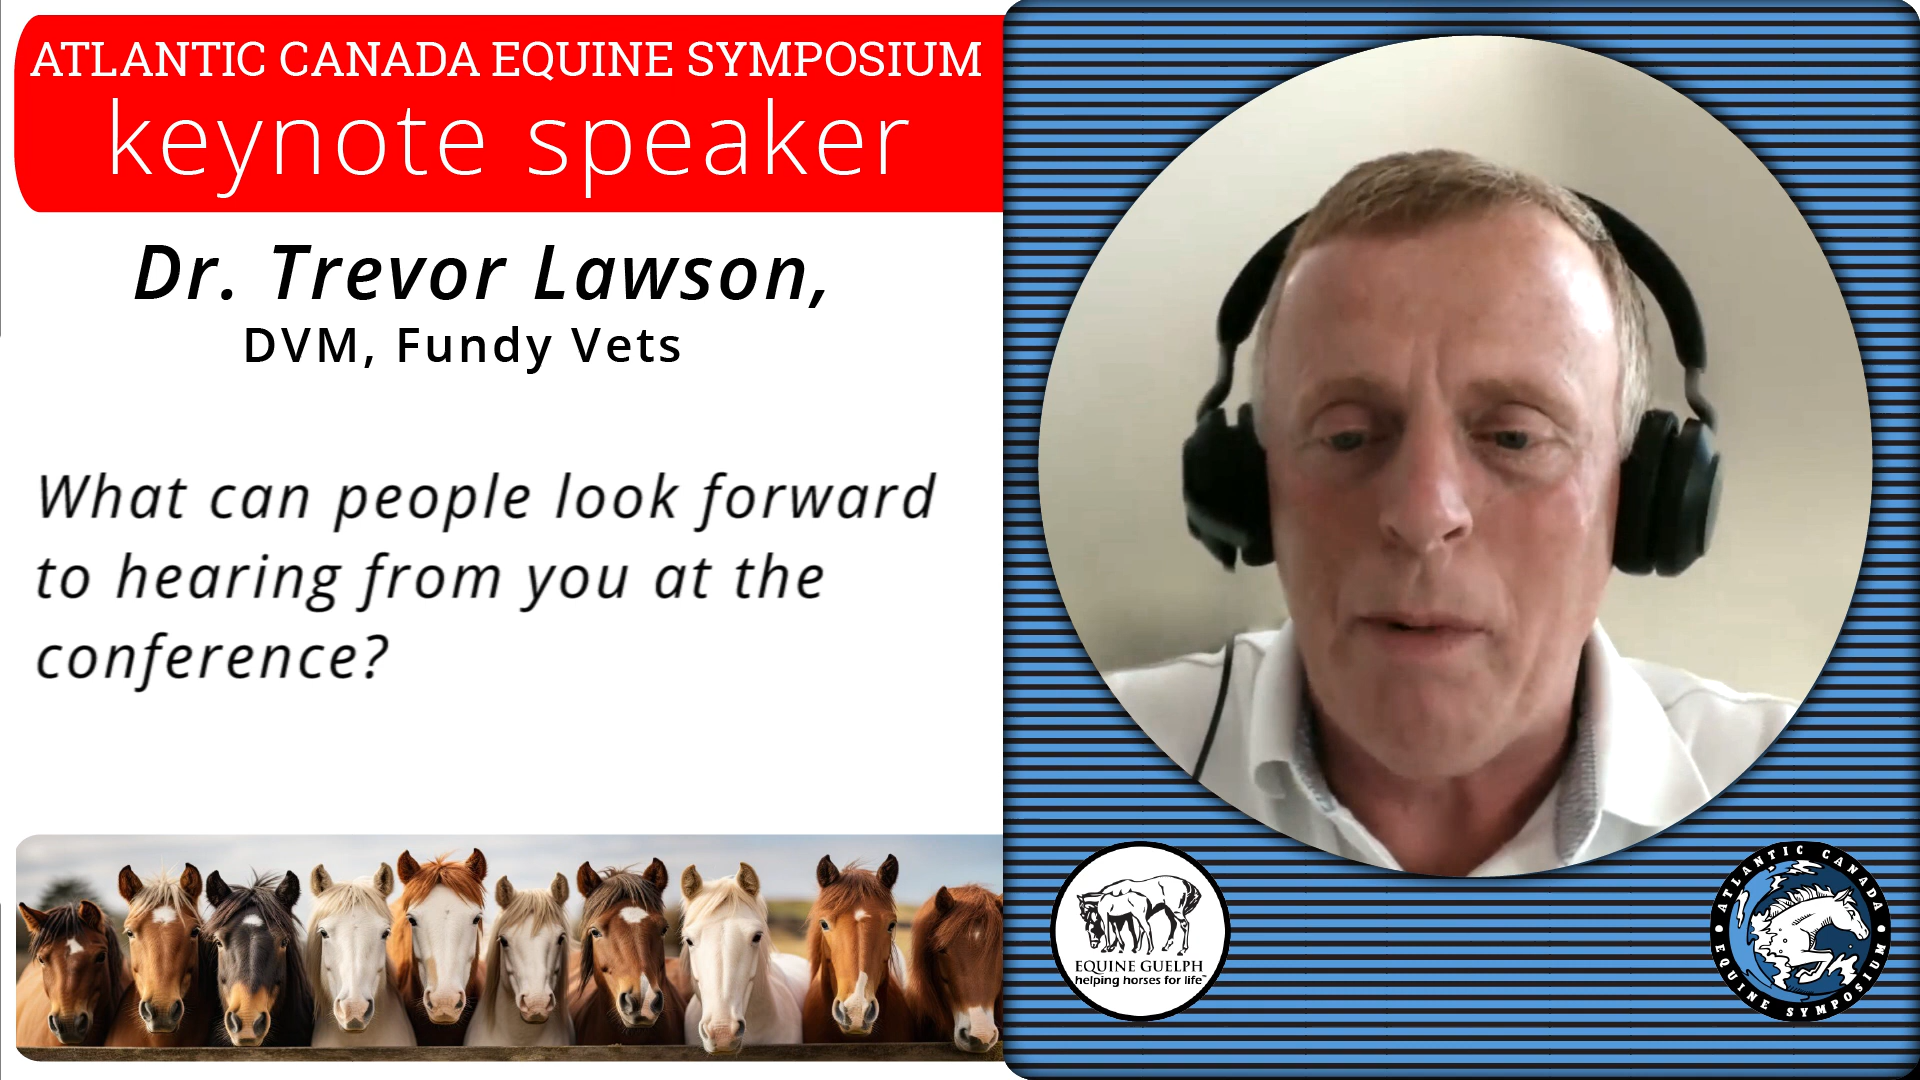 ATLANTIC CANADA EQUINE SYMPOSIUM
keynote speaker
Dr. Trevor Lawson,
DVM, Fundy Vets
What can people look forward
to hearing from you at the
conference?
EQUINE GUELPH
helping horses for life™
ATLANTIC CANADA
EQUINE SYMPOSIUM